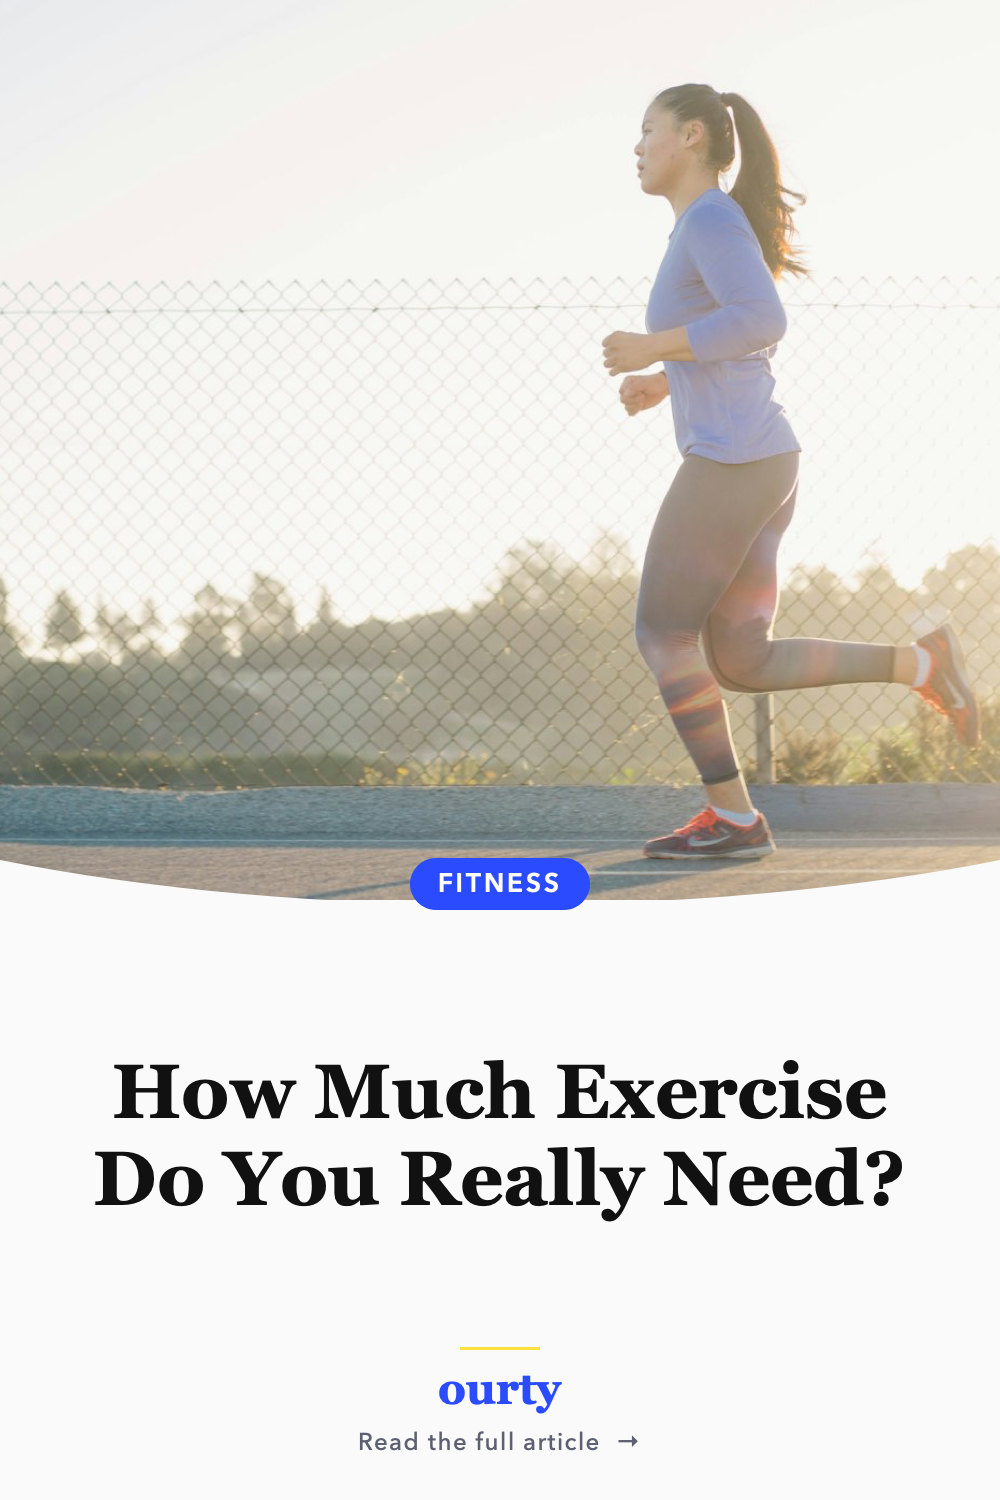 FITNESS
How Much Exercise
Do You Really Need?
ourty
Read the full article →